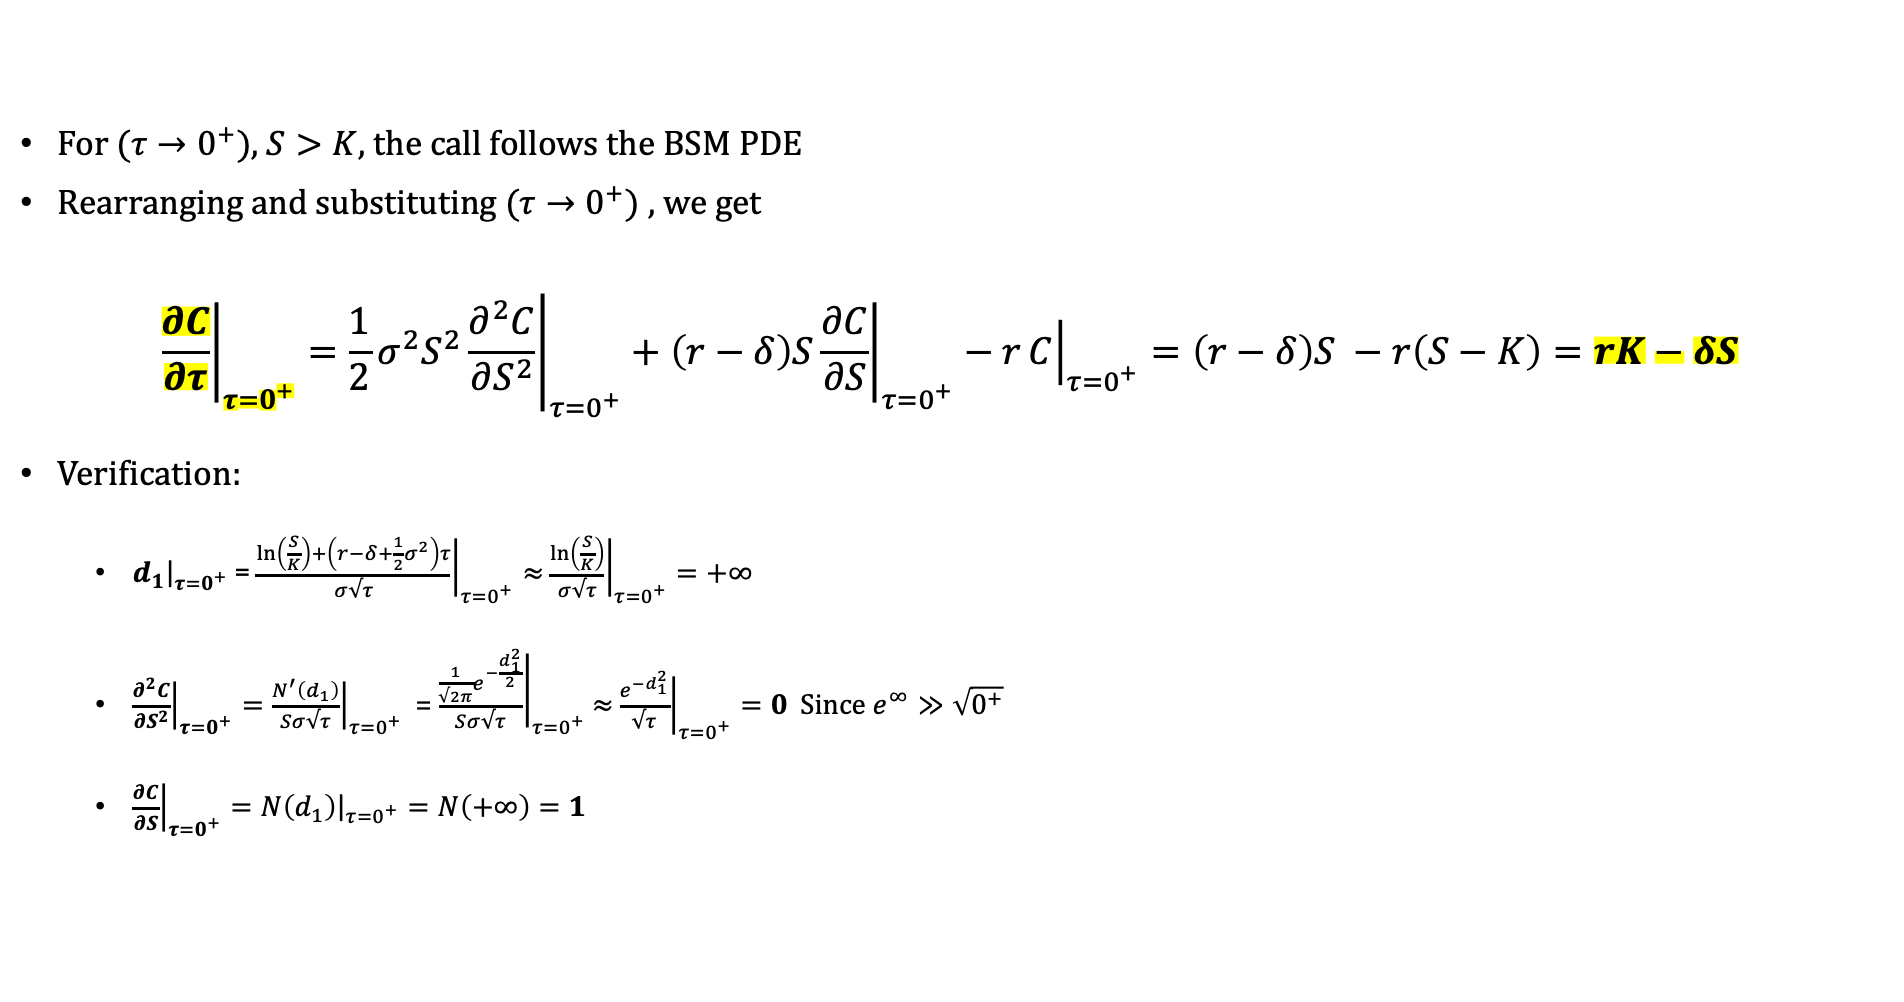 • For (τ → 0⁺), S > K, the call follows the BSM PDE
• Rearranging and substituting (τ → 0⁺) , we get
∂C/∂τ|τ=0⁺ = 1/2 σ²S² ∂²C/∂S²|τ=0⁺ + (r − δ)S ∂C/∂S|τ=0⁺ − r C|τ=0⁺ = (r − δ)S − r(S − K) = rK − δS
• Verification:
• d₁|τ=0⁺ = (ln(S/K)+(r−δ+1/2σ²)τ)/(σ√τ)|τ=0⁺ ≈ ln(S/K)/(σ√τ)|τ=0⁺ = +∞
• ∂²C/∂S²|τ=0⁺ = N′(d₁)/(Sσ√τ)|τ=0⁺ = (1/√2π e^(−d₁²/2))/(Sσ√τ)|τ=0⁺ ≈ e^(−d₁²)/√τ|τ=0⁺ = 0 Since e^∞ ≫ √0⁺
• ∂C/∂S|τ=0⁺ = N(d₁)|τ=0⁺ = N(+∞) = 1